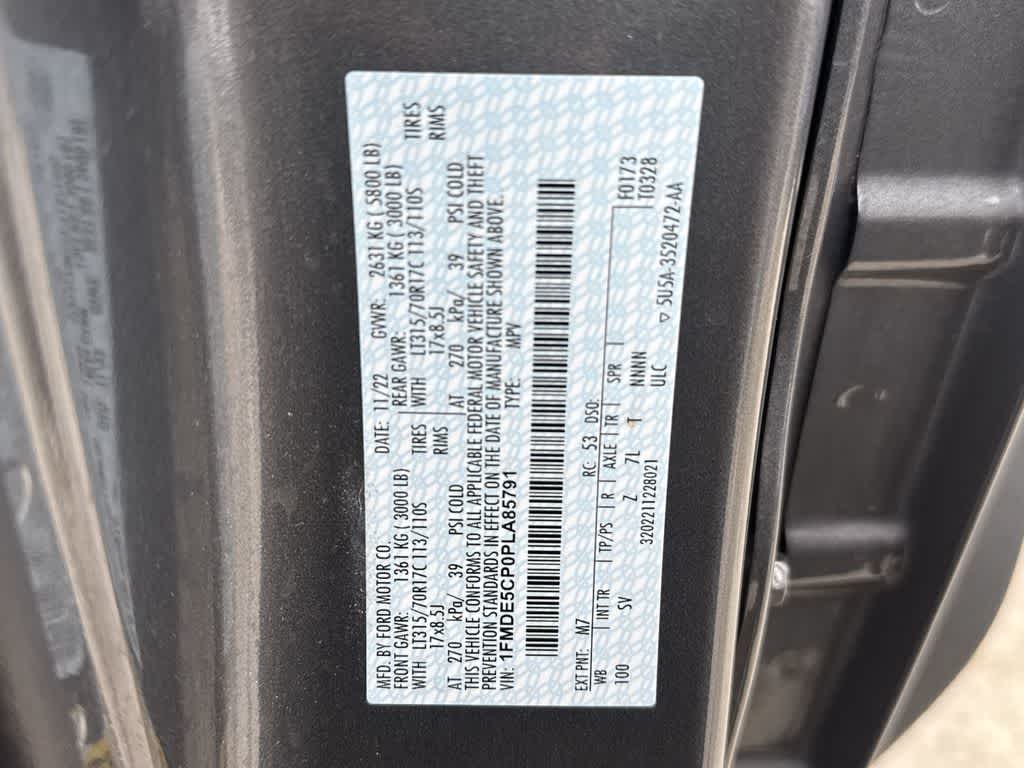 MFD. BY FORD MOTOR CO. DATE: 11/22 GVWR: 2631 KG ( 5800 LB)
FRONT GAWR: 1361 KG ( 3000 LB) REAR GAWR: 1361 KG ( 3000 LB)
WITH LT315/70R17C 113/110S TIRES WITH LT315/70R17C 113/110S TIRES
17x8.5J RIMS 17x8.5J RIMS
AT 270 kPa/ 39 PSI COLD AT 270 kPa/ 39 PSI COLD
THIS VEHICLE CONFORMS TO ALL APPLICABLE FEDERAL MOTOR VEHICLE SAFETY AND THEFT
PREVENTION STANDARDS IN EFFECT ON THE DATE OF MANUFACTURE SHOWN ABOVE.
VIN: 1FMDE5CP0PLA85791 TYPE: MPV
EXT PNT: M7 RC: 53 DSO:
WB INT TR TP/PS R AXLE TR SPR F0173
100 SV Z 7L T NNNN T0328
ULC
3202211228021 ▽ 5U5A-3S20472-AA